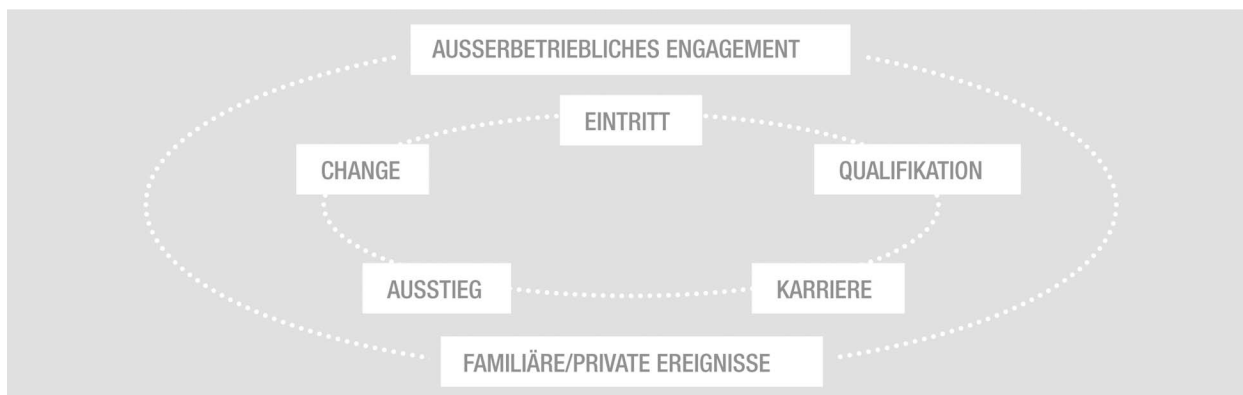 AUSSERBETRIEBLICHES ENGAGEMENT
EINTRITT
CHANGE
QUALIFIKATION
AUSSTIEG
KARRIERE
FAMILIÄRE/PRIVATE EREIGNISSE